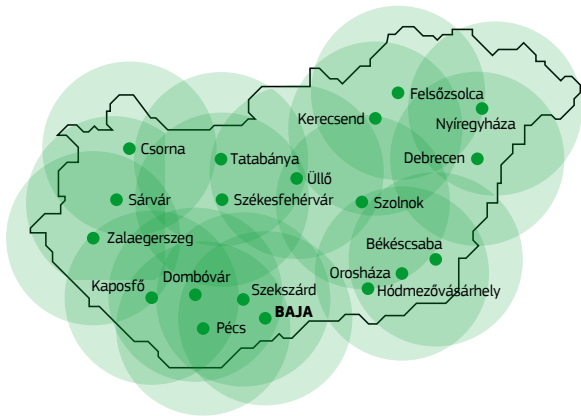 Felsőzsolca
Kerecsend
Nyíregyháza
Csorna
Tatabánya
Debrecen
Üllő
Sárvár
Székesfehérvár
Szolnok
Zalaegerszeg
Békéscsaba
Kaposfő
Dombóvár
Orosháza
Szekszárd
Hódmezővásárhely
BAJA
Pécs